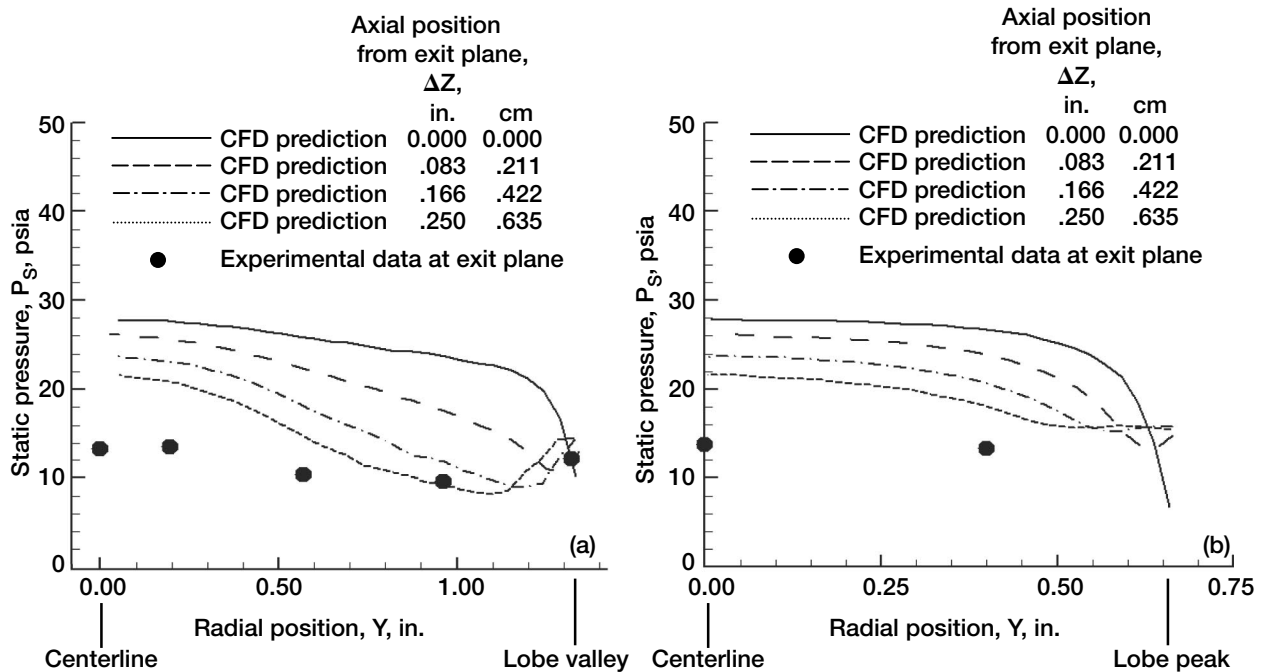 Axial position
from exit plane,
ΔZ,
in. cm
CFD prediction 0.000 0.000
CFD prediction .083 .211
CFD prediction .166 .422
CFD prediction .250 .635
Experimental data at exit plane
50
40
30
20
10
0
Static pressure, PS, psia
(a)
0.00 0.50 1.00
Radial position, Y, in.
Centerline Lobe valley
Axial position
from exit plane,
ΔZ,
in. cm
CFD prediction 0.000 0.000
CFD prediction .083 .211
CFD prediction .166 .422
CFD prediction .250 .635
Experimental data at exit plane
50
40
30
20
10
0
Static pressure, PS, psia
(b)
0.00 0.25 0.50 0.75
Radial position, Y, in.
Centerline Lobe peak